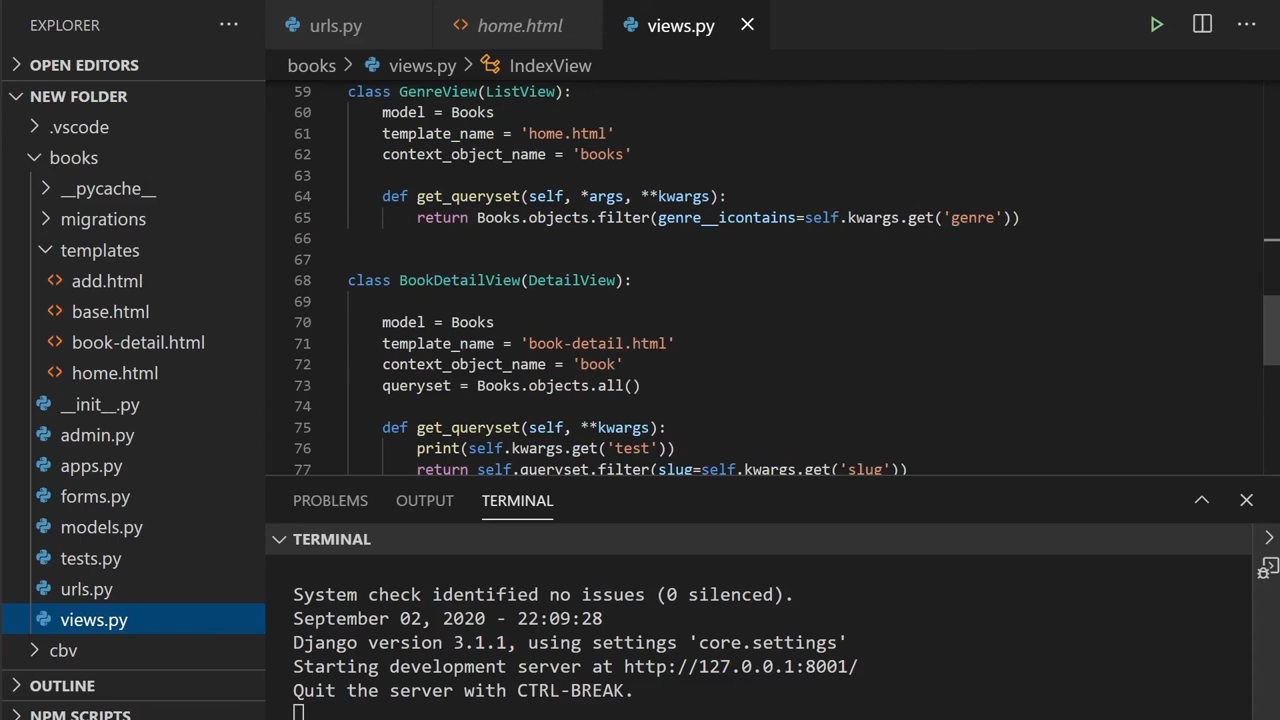 EXPLORER
OPEN EDITORS
NEW FOLDER
.vscode
books
__pycache__
migrations
templates
add.html
base.html
book-detail.html
home.html
__init__.py
admin.py
apps.py
forms.py
models.py
tests.py
urls.py
views.py
cbv
OUTLINE
NPM SCRIPTS
urls.py home.html views.py
books > views.py > IndexView
59 class GenreView(ListView):
60 model = Books
61 template_name = 'home.html'
62 context_object_name = 'books'
63
64 def get_queryset(self, *args, **kwargs):
65 return Books.objects.filter(genre__icontains=self.kwargs.get('genre'))
66
67
68 class BookDetailView(DetailView):
69
70 model = Books
71 template_name = 'book-detail.html'
72 context_object_name = 'book'
73 queryset = Books.objects.all()
74
75 def get_queryset(self, **kwargs):
76 print(self.kwargs.get('test'))
77 return self.queryset.filter(slug=self.kwargs.get('slug'))
PROBLEMS OUTPUT TERMINAL
TERMINAL
System check identified no issues (0 silenced).
September 02, 2020 - 22:09:28
Django version 3.1.1, using settings 'core.settings'
Starting development server at http://127.0.0.1:8001/
Quit the server with CTRL-BREAK.